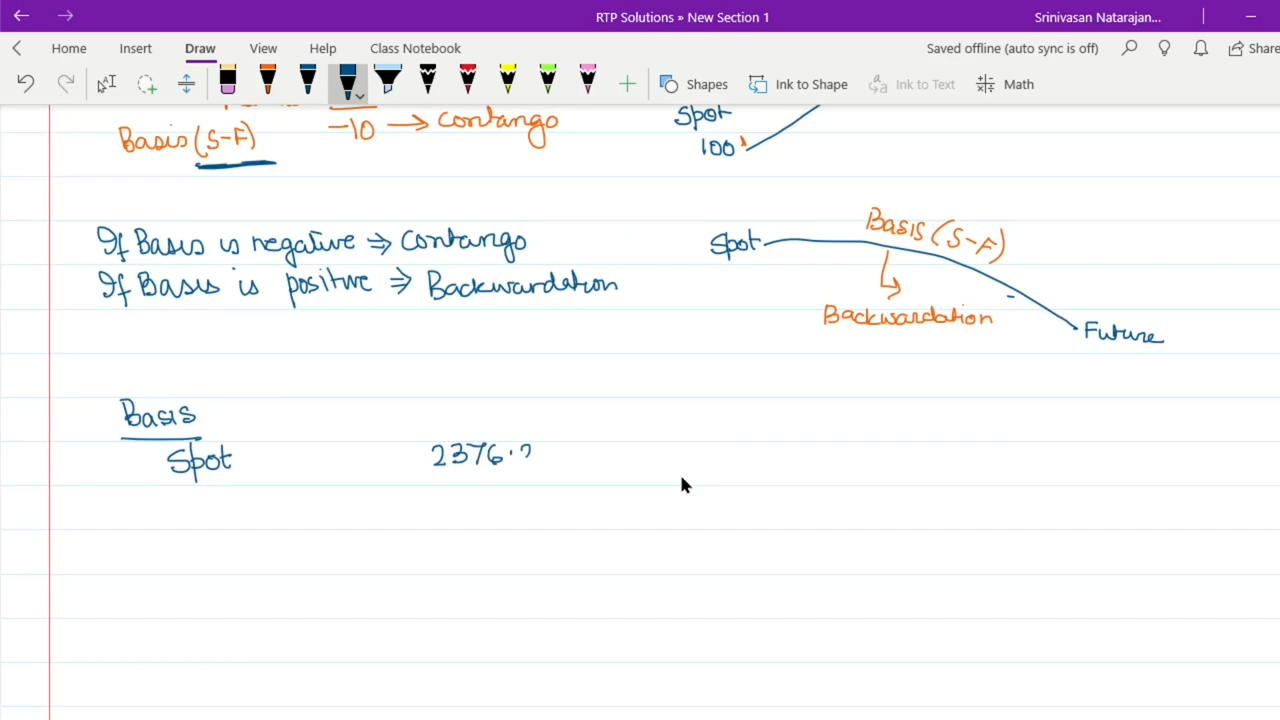 RTP Solutions » New Section 1
Srinivasan Natarajan...
Home Insert Draw View Help Class Notebook
Saved offline (auto sync is off)
Share
Shapes Ink to Shape Ink to Text Math
Basis (S-F)
-10 → Contango
Spot
100
If Basis is negative ⇒ Contango
If Basis is positive ⇒ Backwardation
Spot
Basis (S-F)
Backwardation
Future
Basis
Spot 2376.